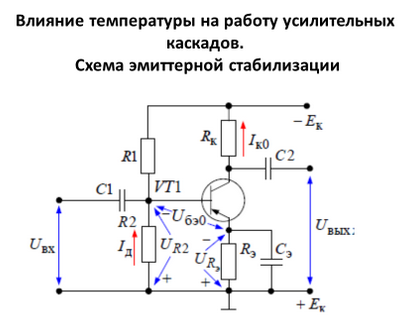 Влияние температуры на работу усилительных
каскадов.
Схема эмиттерной стабилизации
− Eк
Rк
Iк0
R1
C2
C1
VT1
− Uбэ0
R2
Uвх
Iд
UR2
−
URэ
Rэ
Cэ
Uвых:
+
+
+ Eк